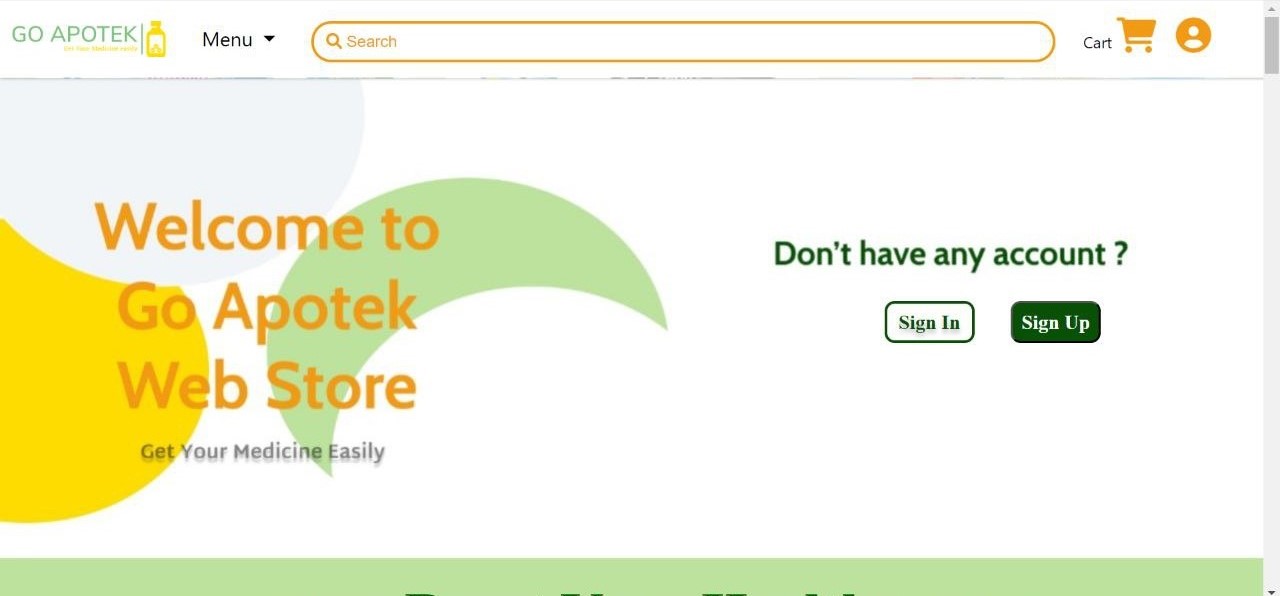 GO APOTEK
Get Your Medicine Easily
Menu
Search
Cart
Welcome to
Go Apotek
Web Store
Get Your Medicine Easily
Don't have any account ?
Sign In
Sign Up